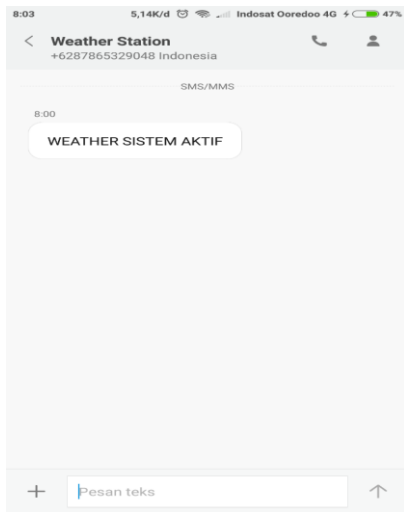 8:03 5,14K/d Indosat Ooredoo 4G 47%
Weather Station
+6287865329048 Indonesia
SMS/MMS
8:00
WEATHER SISTEM AKTIF
Pesan teks